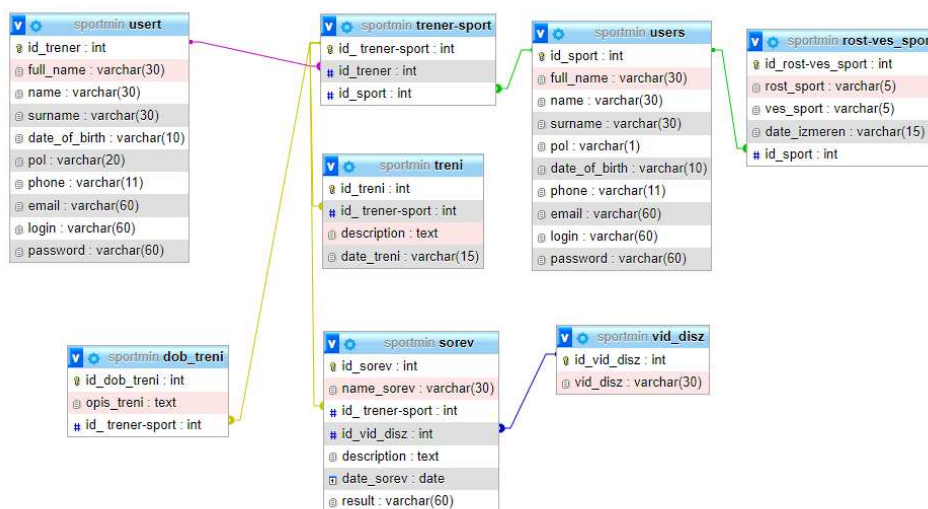 sportmin usert
id_trener : int
full_name : varchar(30)
name : varchar(30)
surname : varchar(30)
date_of_birth : varchar(10)
pol : varchar(20)
phone : varchar(11)
email : varchar(60)
login : varchar(60)
password : varchar(60)
sportmin trener-sport
id_ trener-sport : int
id_trener : int
id_sport : int
sportmin users
id_sport : int
full_name : varchar(30)
name : varchar(30)
surname : varchar(30)
pol : varchar(1)
date_of_birth : varchar(10)
phone : varchar(11)
email : varchar(60)
login : varchar(60)
password : varchar(60)
sportmin rost-ves_spor
id_rost-ves_sport : int
rost_sport : varchar(5)
ves_sport : varchar(5)
date_izmeren : varchar(15)
id_sport : int
sportmin treni
id_treni : int
id_ trener-sport : int
description : text
date_treni : varchar(15)
sportmin dob_treni
id_dob_treni : int
opis_treni : text
id_ trener-sport : int
sportmin sorev
id_sorev : int
name_sorev : varchar(30)
id_ trener-sport : int
id_vid_disz : int
description : text
date_sorev : date
result : varchar(60)
sportmin vid_disz
id_vid_disz : int
vid_disz : varchar(30)